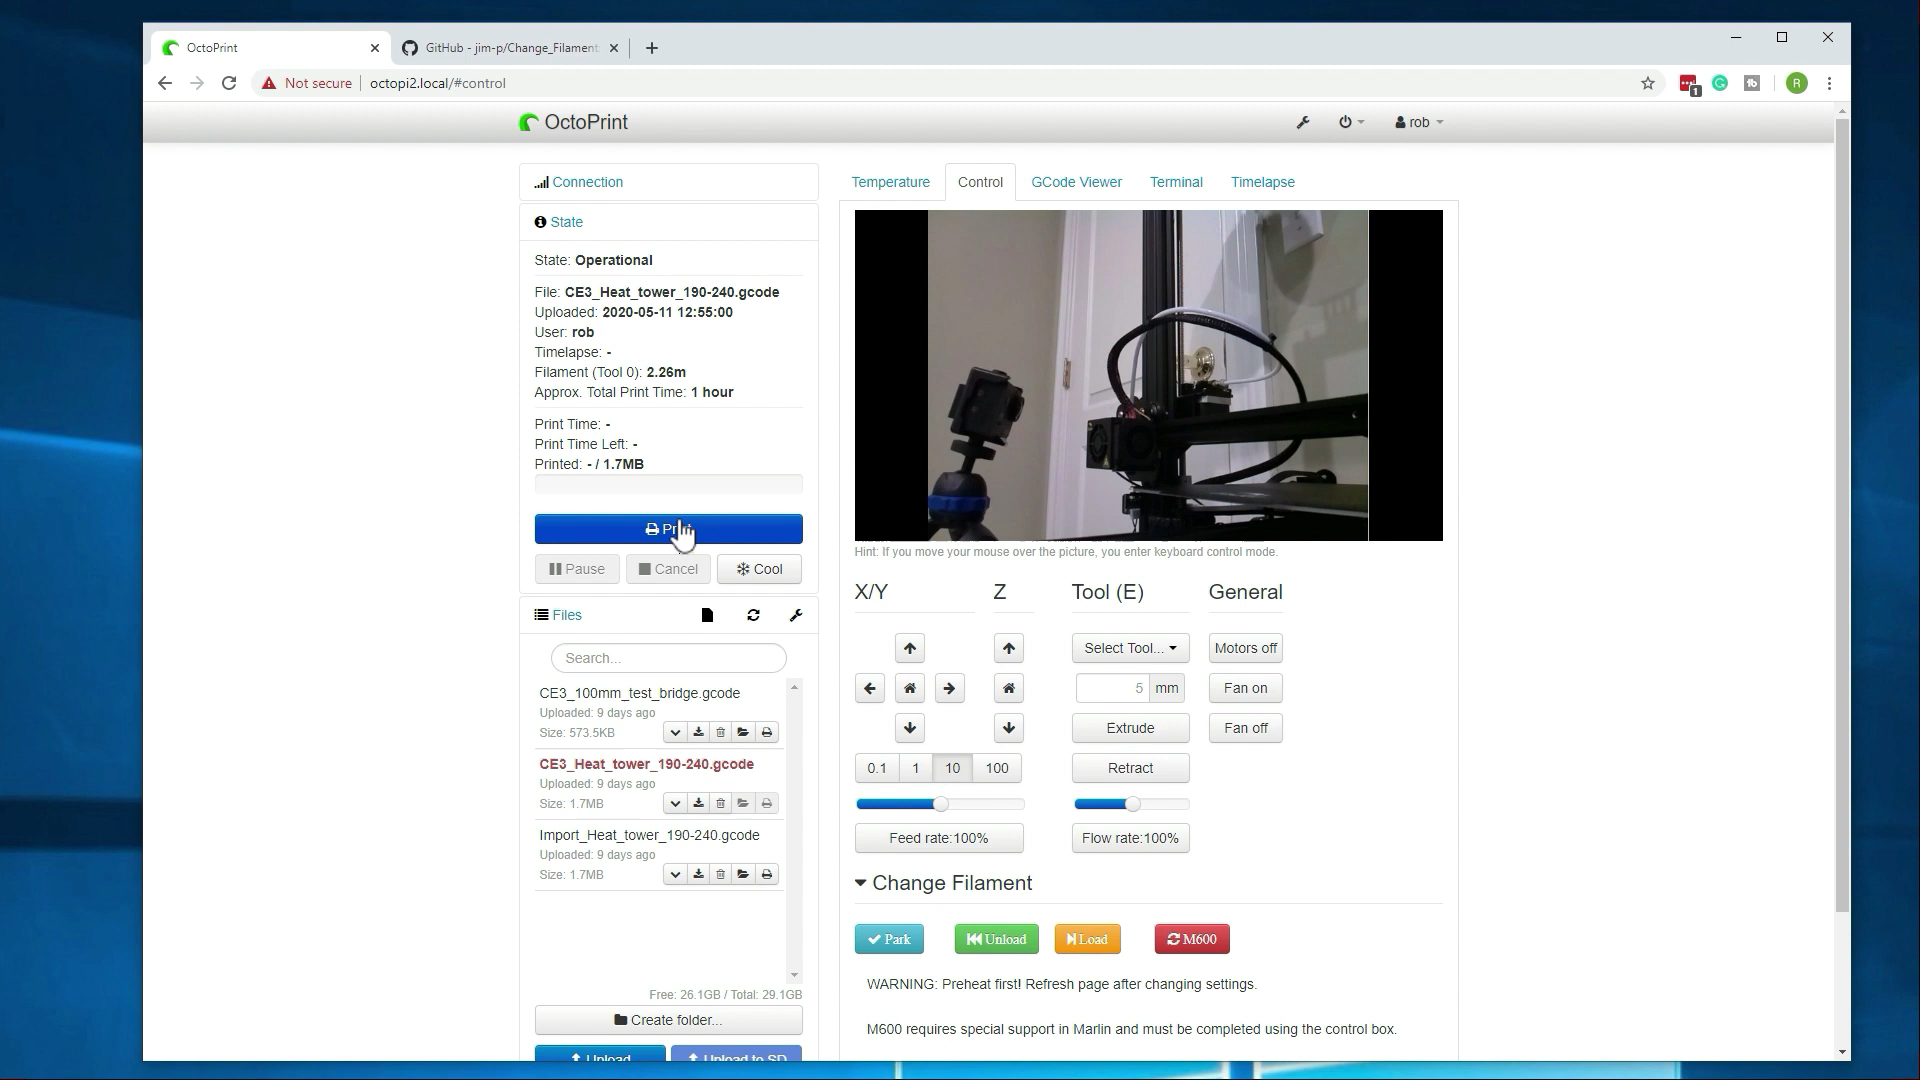 OctoPrint
GitHub - jim-p/Change_Filament
Not secure
octopi2.local/#control
1
R
OctoPrint
rob
Connection
State
State: Operational
File: CE3_Heat_tower_190-240.gcode
Uploaded: 2020-05-11 12:55:00
User: rob
Timelapse: -
Filament (Tool 0): 2.26m
Approx. Total Print Time: 1 hour
Print Time: -
Print Time Left: -
Printed: - / 1.7MB
Print
Pause
Cancel
Cool
Files
Search...
CE3_100mm_test_bridge.gcode
Uploaded: 9 days ago
Size: 573.5KB
CE3_Heat_tower_190-240.gcode
Uploaded: 9 days ago
Size: 1.7MB
Import_Heat_tower_190-240.gcode
Uploaded: 9 days ago
Size: 1.7MB
Free: 26.1GB / Total: 29.1GB
Create folder...
Upload
Upload to SD
Temperature
Control
GCode Viewer
Terminal
Timelapse
Hint: If you move your mouse over the picture, you enter keyboard control mode.
X/Y
Z
Tool (E)
General
Select Tool...
Motors off
5 mm
Fan on
Extrude
Fan off
0.1 1 10 100
Retract
Feed rate:100%
Flow rate:100%
Change Filament
Park
Unload
Load
M600
WARNING: Preheat first! Refresh page after changing settings.
M600 requires special support in Marlin and must be completed using the control box.